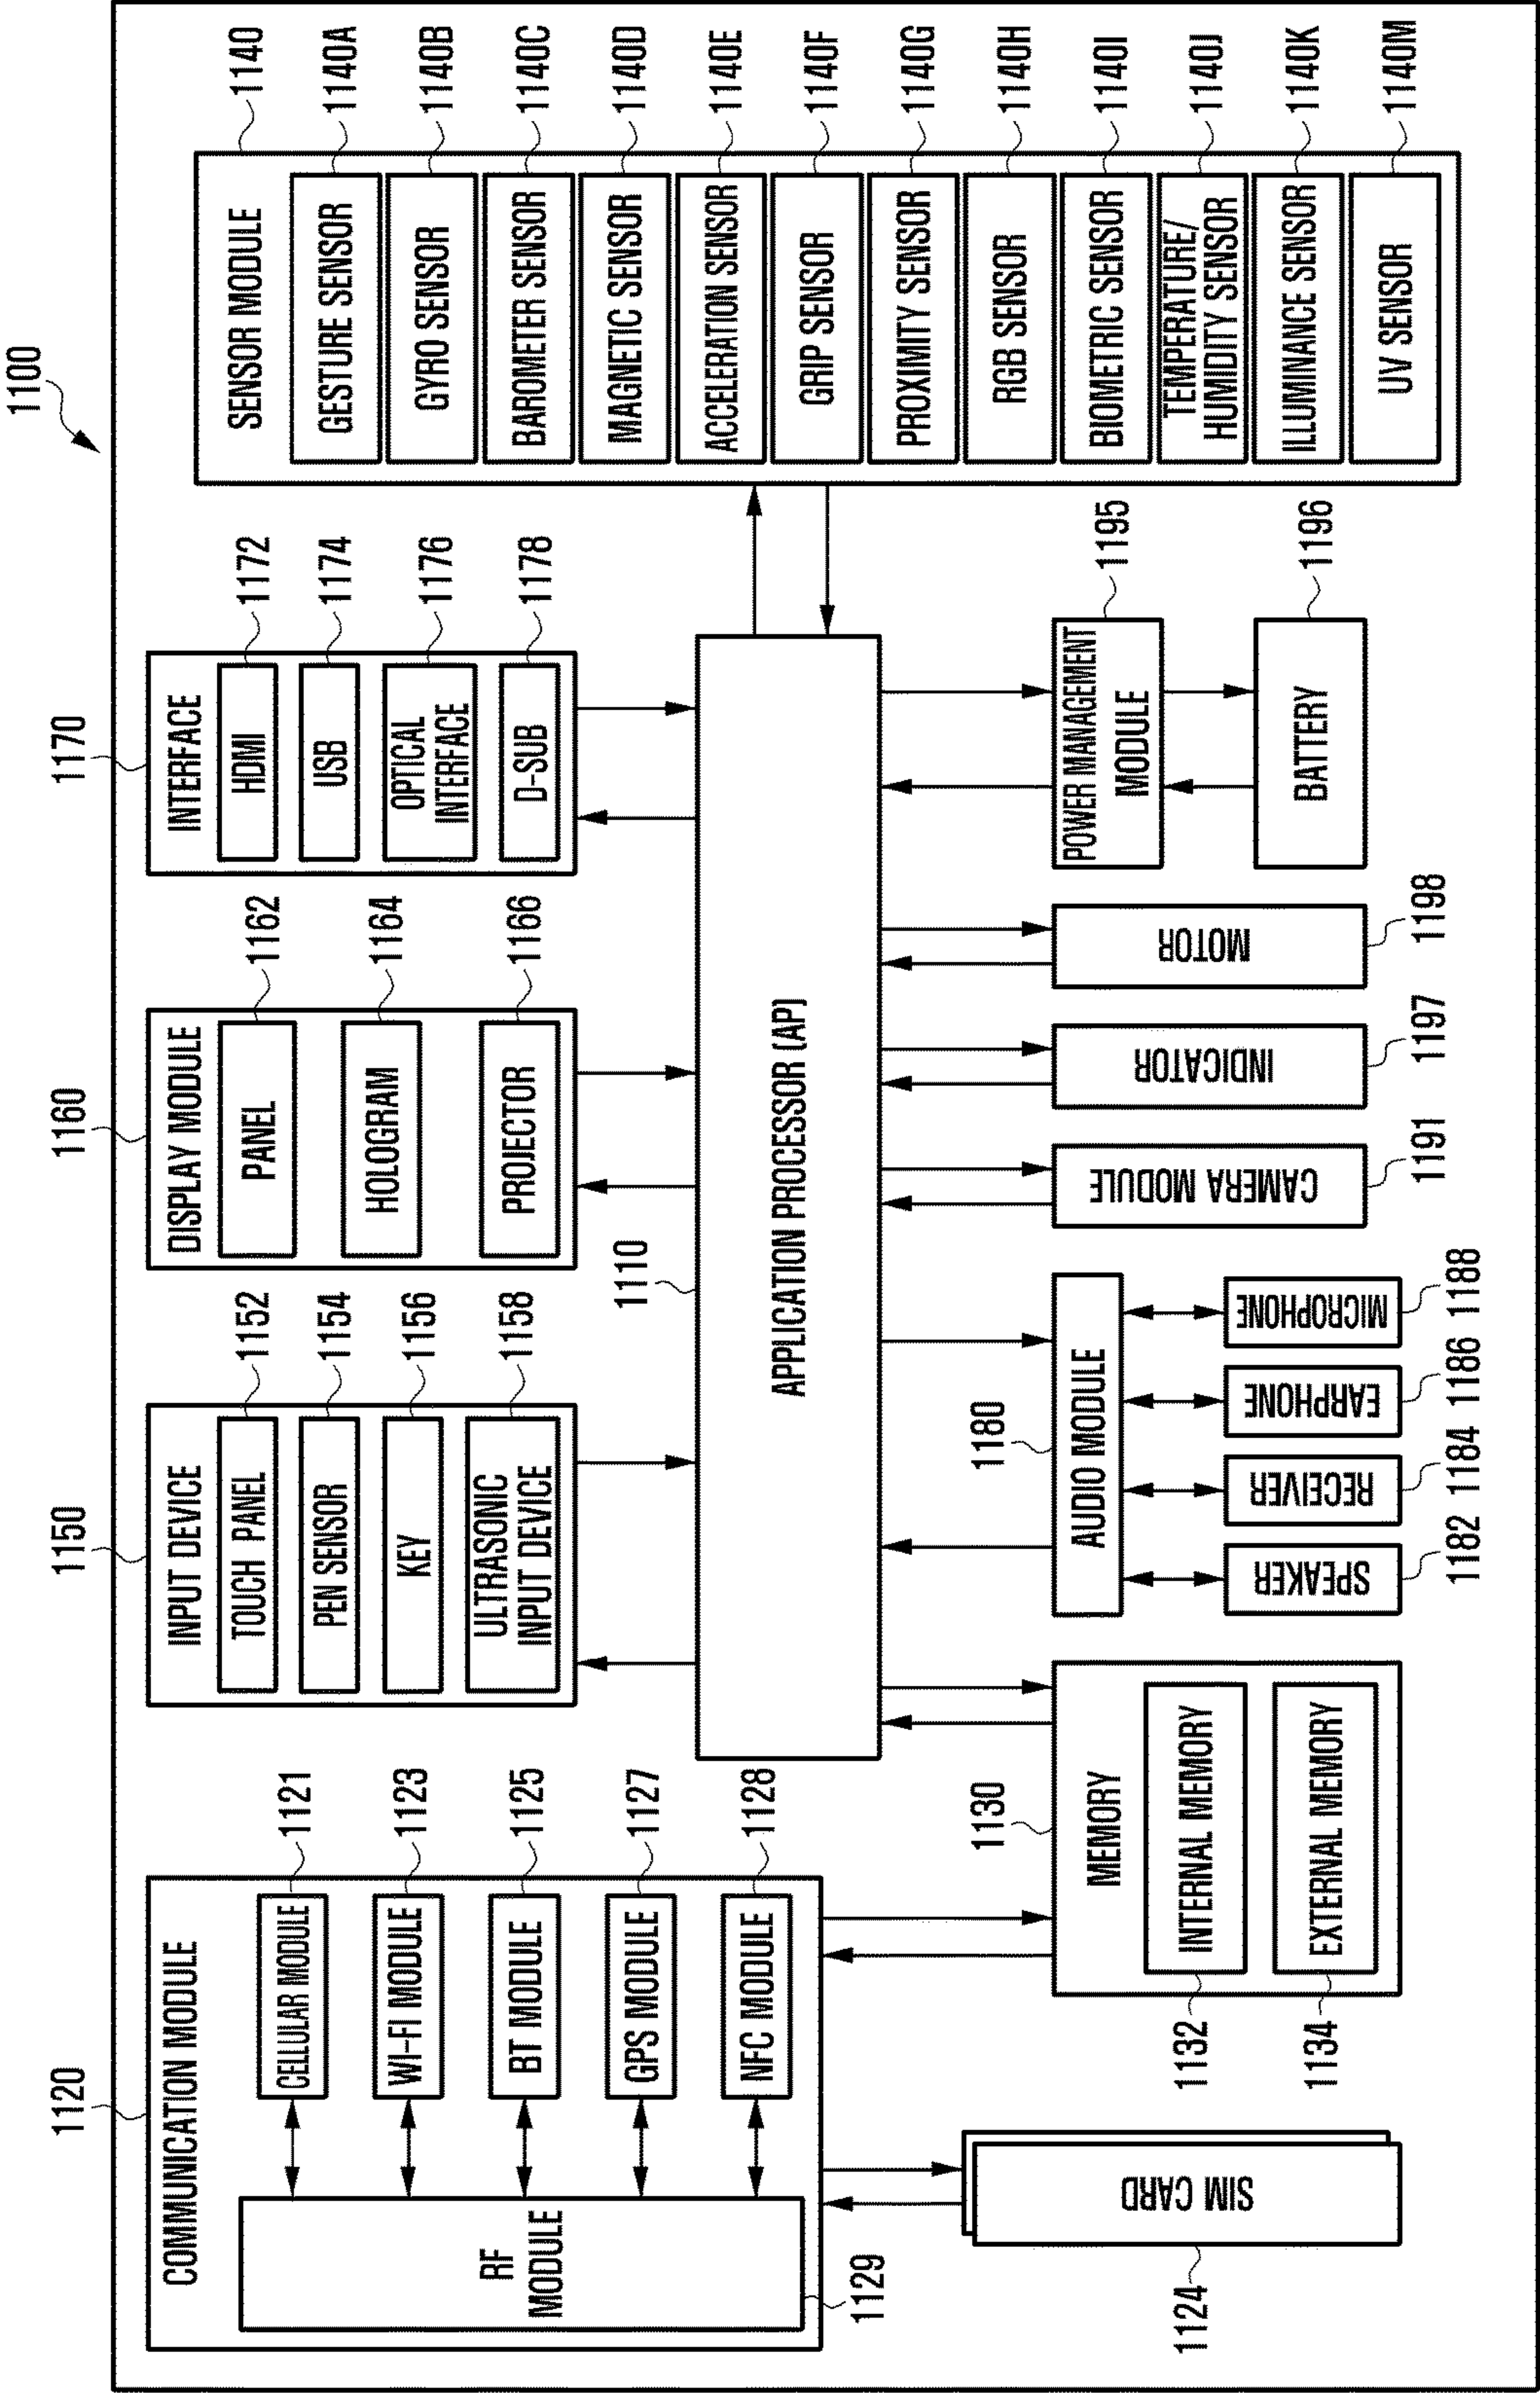 1100
1120
COMMUNICATION MODULE
RF
MODULE
1129
CELLULAR MODULE
1121
WI-FI MODULE
1123
BT MODULE
1125
GPS MODULE
1127
NFC MODULE
1128
1150
INPUT DEVICE
TOUCH PANEL
1152
PEN SENSOR
1154
KEY
1156
ULTRASONIC
INPUT DEVICE
1158
1160
DISPLAY MODULE
PANEL
1162
HOLOGRAM
1164
PROJECTOR
1166
1170
INTERFACE
HDMI
1172
USB
1174
OPTICAL
INTERFACE
1176
D-SUB
1178
1140
SENSOR MODULE
GESTURE SENSOR
1140A
GYRO SENSOR
1140B
BAROMETER SENSOR
1140C
MAGNETIC SENSOR
1140D
ACCELERATION SENSOR
1140E
GRIP SENSOR
1140F
PROXIMITY SENSOR
1140G
RGB SENSOR
1140H
BIOMETRIC SENSOR
1140I
TEMPERATURE/
HUMIDITY SENSOR
1140J
ILLUMINANCE SENSOR
1140K
UV SENSOR
1140M
1110
APPLICATION PROCESSOR (AP)
SIM CARD
1124
1130
MEMORY
INTERNAL MEMORY
1132
EXTERNAL MEMORY
1134
1180
AUDIO MODULE
SPEAKER
1182
RECEIVER
1184
EARPHONE
1186
MICROPHONE
1188
CAMERA MODULE
1191
INDICATOR
1197
MOTOR
1198
POWER MANAGEMENT
MODULE
1195
BATTERY
1196